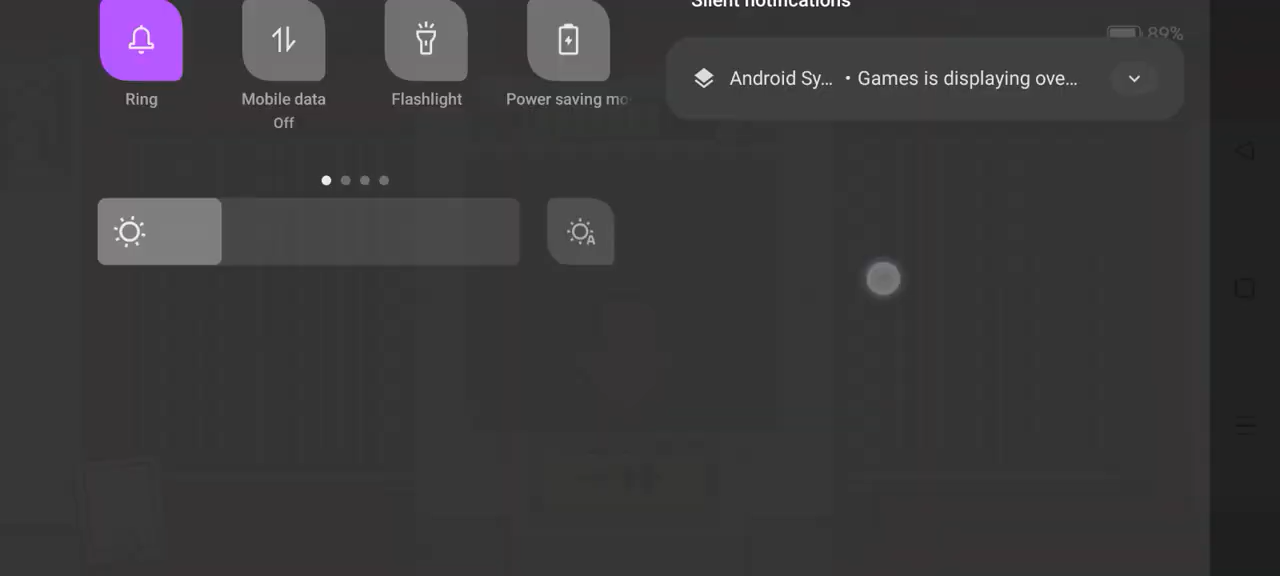 Silent notifications
89%
Android Sy... • Games is displaying ove...
Ring
Mobile data
Off
Flashlight
Power saving mo
A